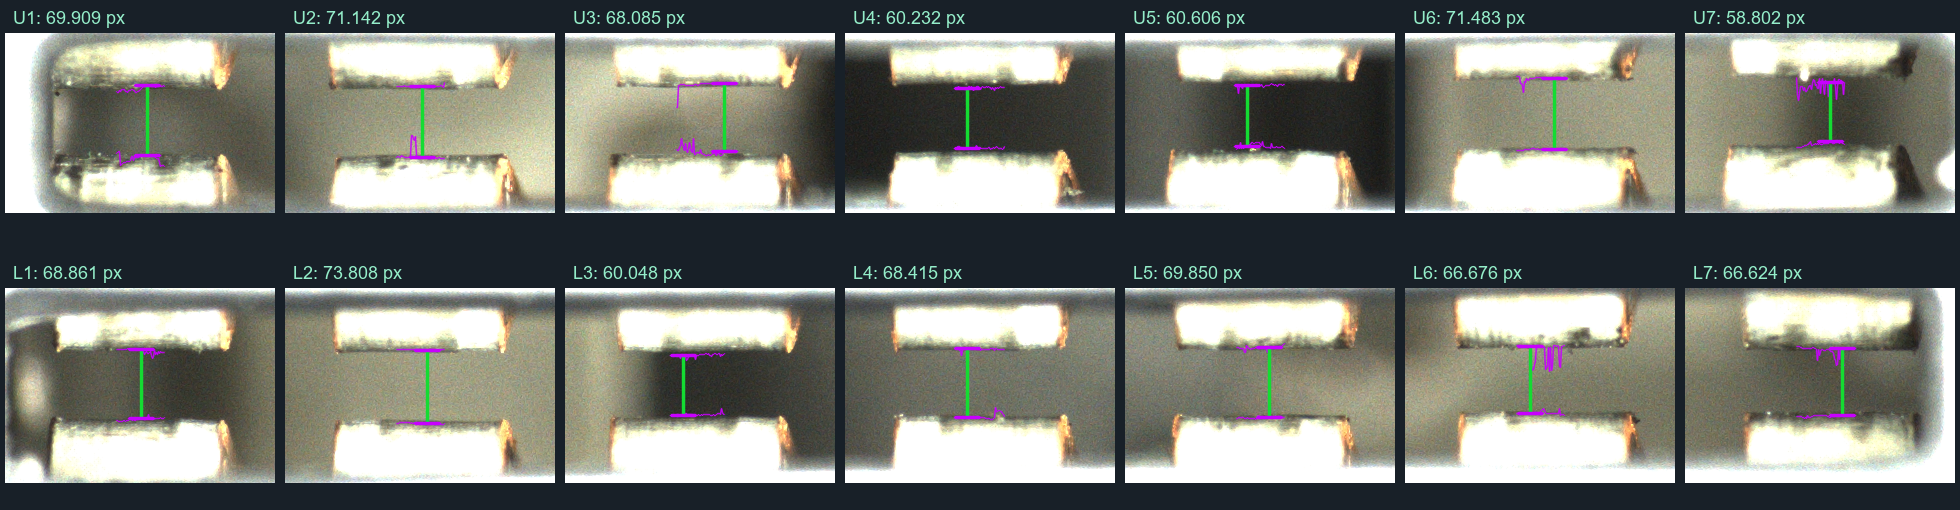 U1: 69.909 px
U2: 71.142 px
U3: 68.085 px
U4: 60.232 px
U5: 60.606 px
U6: 71.483 px
U7: 58.802 px
L1: 68.861 px
L2: 73.808 px
L3: 60.048 px
L4: 68.415 px
L5: 69.850 px
L6: 66.676 px
L7: 66.624 px